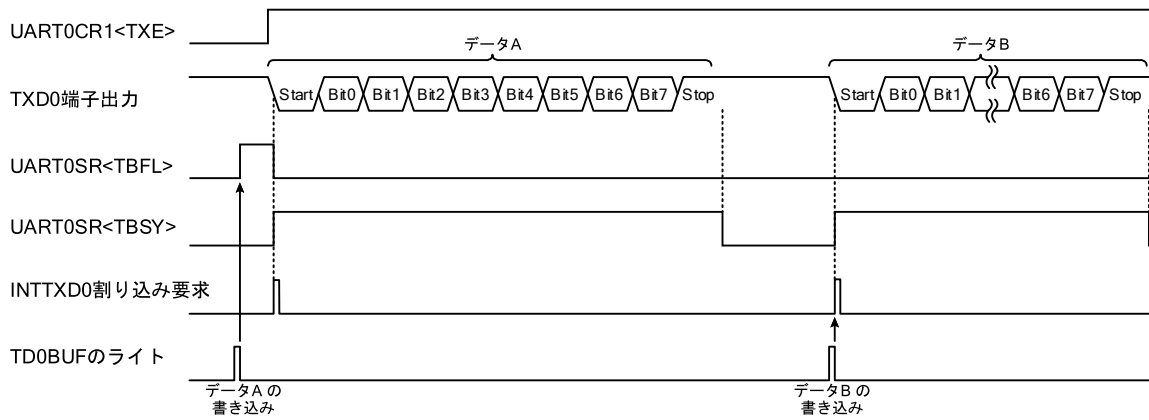 UART0CR1<TXE>
データA
データB
TXD0端子出力
Start Bit0 Bit1 Bit2 Bit3 Bit4 Bit5 Bit6 Bit7 Stop
Start Bit0 Bit1 Bit6 Bit7 Stop
UART0SR<TBFL>
UART0SR<TBSY>
INTTXD0割り込み要求
TD0BUFのライト
データA の
書き込み
データB の
書き込み